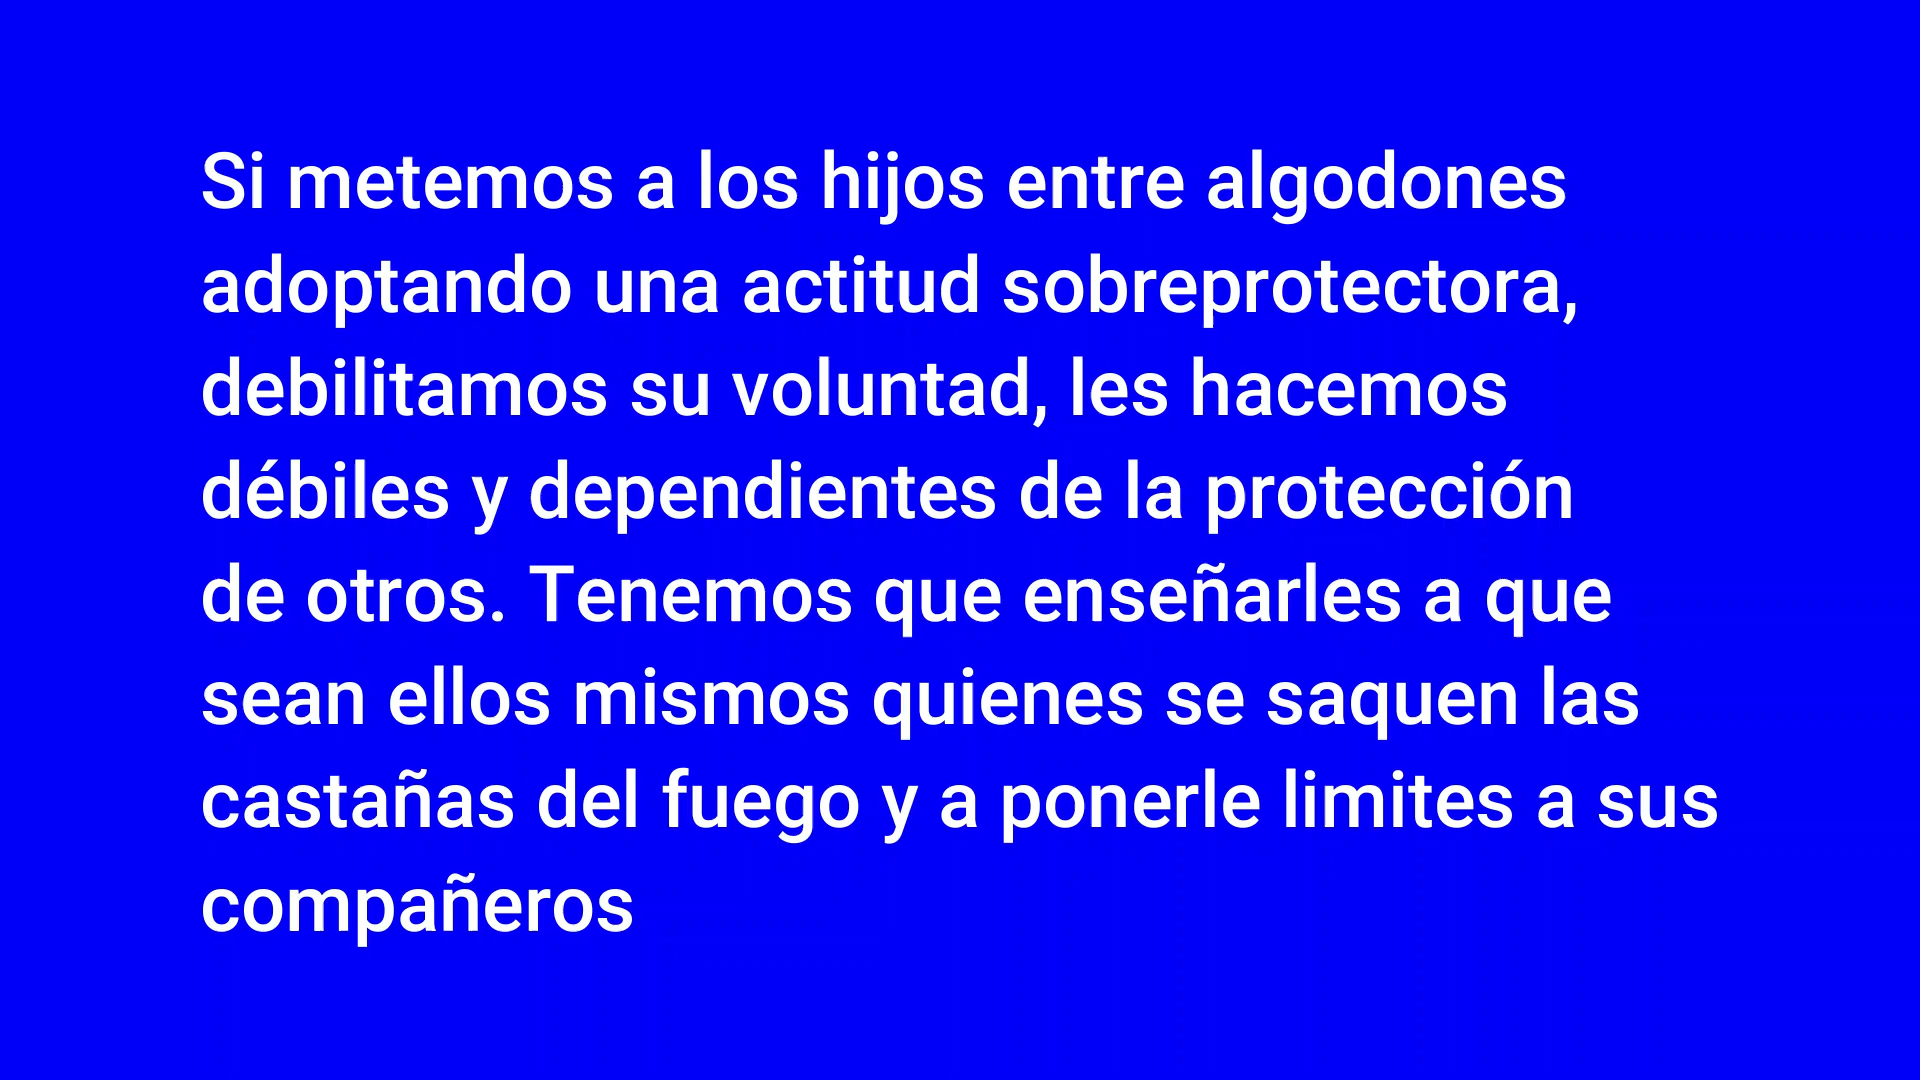 Si metemos a los hijos entre algodones
adoptando una actitud sobreprotectora,
debilitamos su voluntad, les hacemos
débiles y dependientes de la protección
de otros. Tenemos que enseñarles a que
sean ellos mismos quienes se saquen las
castañas del fuego y a ponerle limites a sus
compañeros